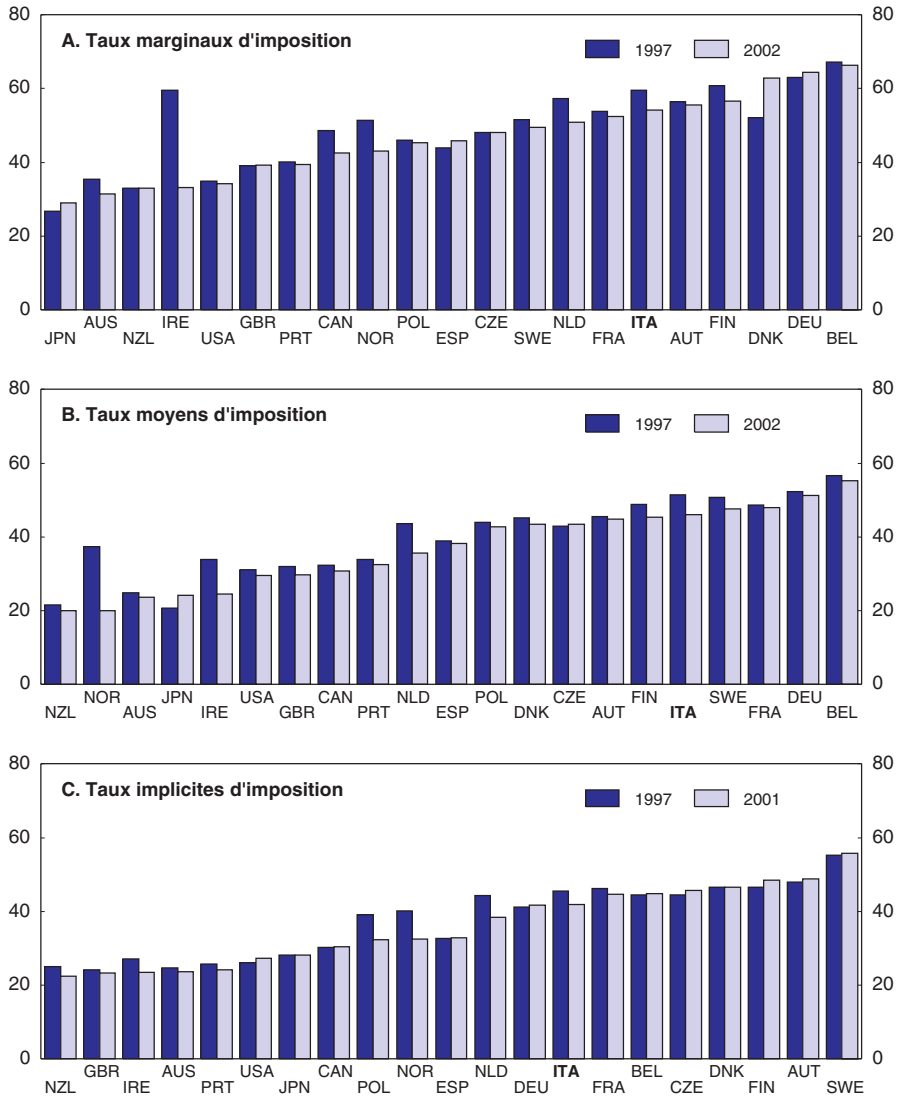 80 80
A. Taux marginaux d'imposition
1997 2002
60 60
40 40
20 20
0 0
AUS IRE GBR CAN POL CZE NLD ITA FIN DEU
JPN NZL USA PRT NOR ESP SWE FRA AUT DNK BEL
80 80
B. Taux moyens d'imposition
1997 2002
60 60
40 40
20 20
0 0
NOR JPN USA CAN NLD POL CZE FIN SWE DEU
NZL AUS IRE GBR PRT ESP DNK AUT ITA FRA BEL
80 80
C. Taux implicites d'imposition
1997 2001
60 60
40 40
20 20
0 0
GBR AUS USA CAN NOR NLD ITA BEL DNK AUT
NZL IRE PRT JPN POL ESP DEU FRA CZE FIN SWE